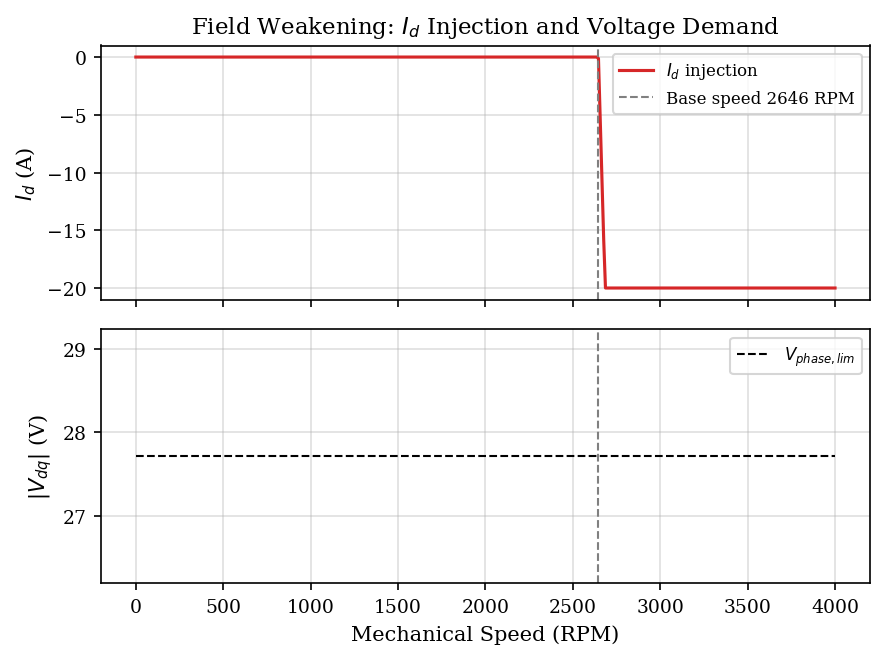 Field Weakening: I_d Injection and Voltage Demand
I_d (A)
0
−5
−10
−15
−20
I_d injection
Base speed 2646 RPM
|V_dq| (V)
29
28
27
V_phase,lim
0 500 1000 1500 2000 2500 3000 3500 4000
Mechanical Speed (RPM)